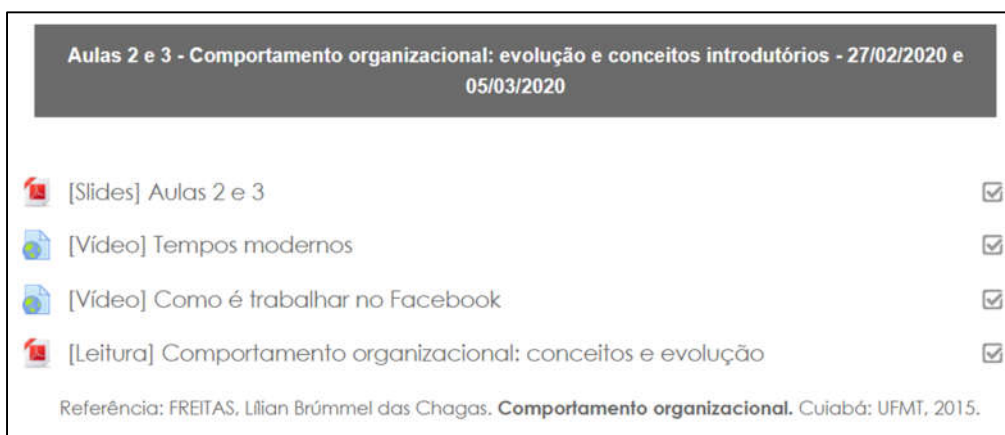 Aulas 2 e 3 - Comportamento organizacional: evolução e conceitos introdutórios - 27/02/2020 e
05/03/2020
[Slides] Aulas 2 e 3
[Vídeo] Tempos modernos
[Vídeo] Como é trabalhar no Facebook
[Leitura] Comportamento organizacional: conceitos e evolução
Referência: FREITAS, Lílian Brúmmel das Chagas. Comportamento organizacional. Cuiabá: UFMT, 2015.